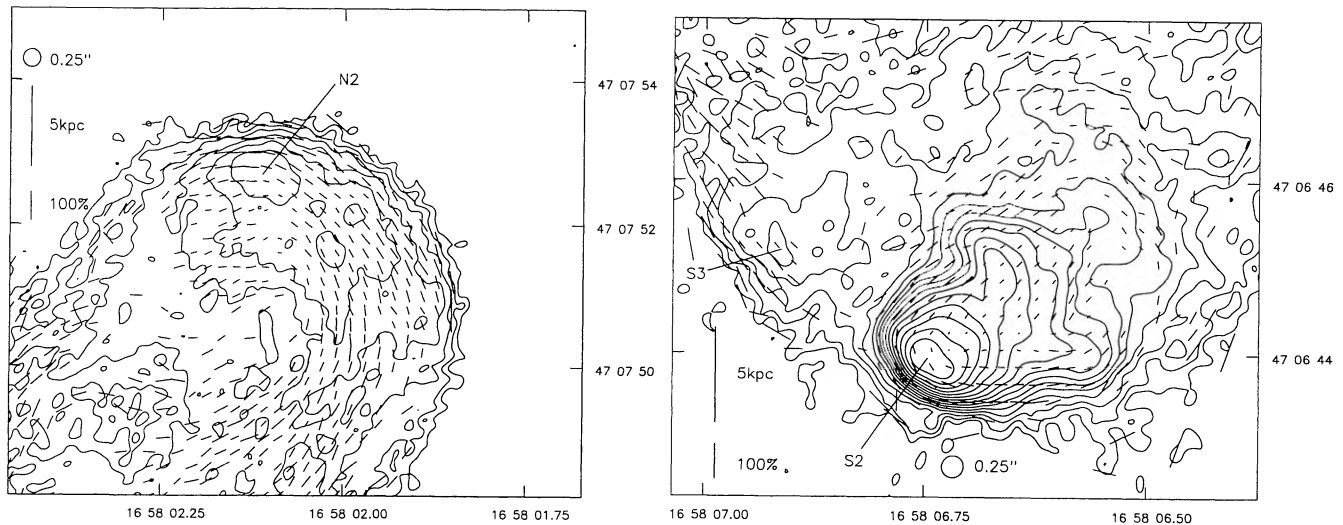 0.25"
N2
5kpc
100%
47 07 54
47 07 52
47 07 50
16 58 02.25
16 58 02.00
16 58 01.75
S3
5kpc
100%
S2
0.25"
47 06 46
47 06 44
16 58 07.00
16 58 06.75
16 58 06.50